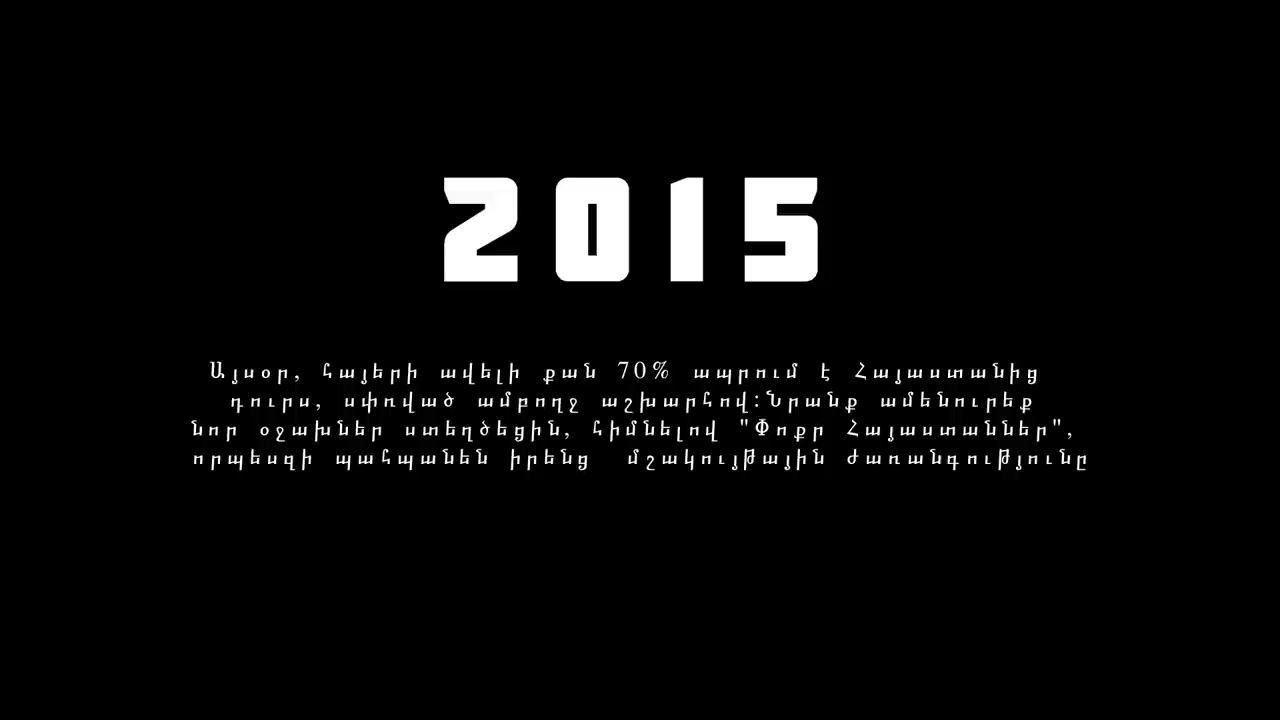 2015
Այսօր, հայերի ավելի քան 70% ապրում է Հայաստանից
դուրս, սփռված ամբողջ աշխարհով:Նրանք ամենուրեք
նոր օջախներ ստեղծեցին, հիմնելով "Փոքր Հայաստաններ",
որպեսզի պահպանեն իրենց մշակույթային ժառանգությունը